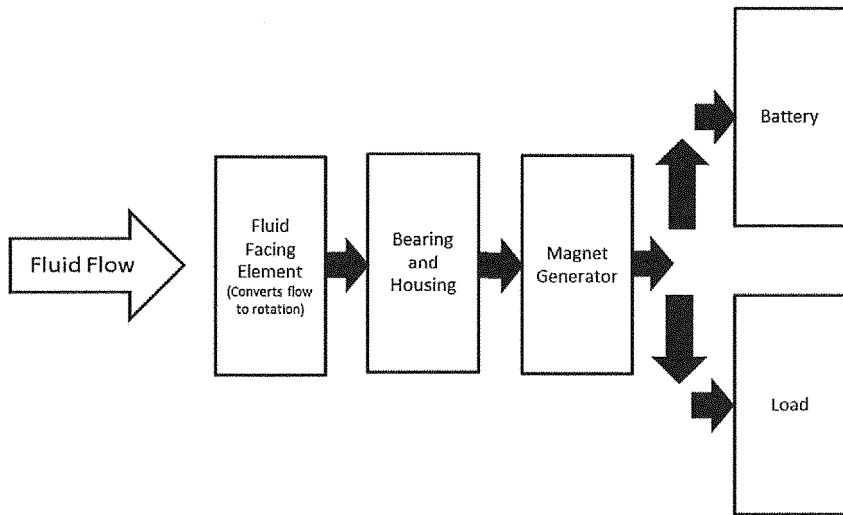 Fluid Flow
Fluid
Facing
Element
(Converts flow
to rotation)
Bearing
and
Housing
Magnet
Generator
Battery
Load